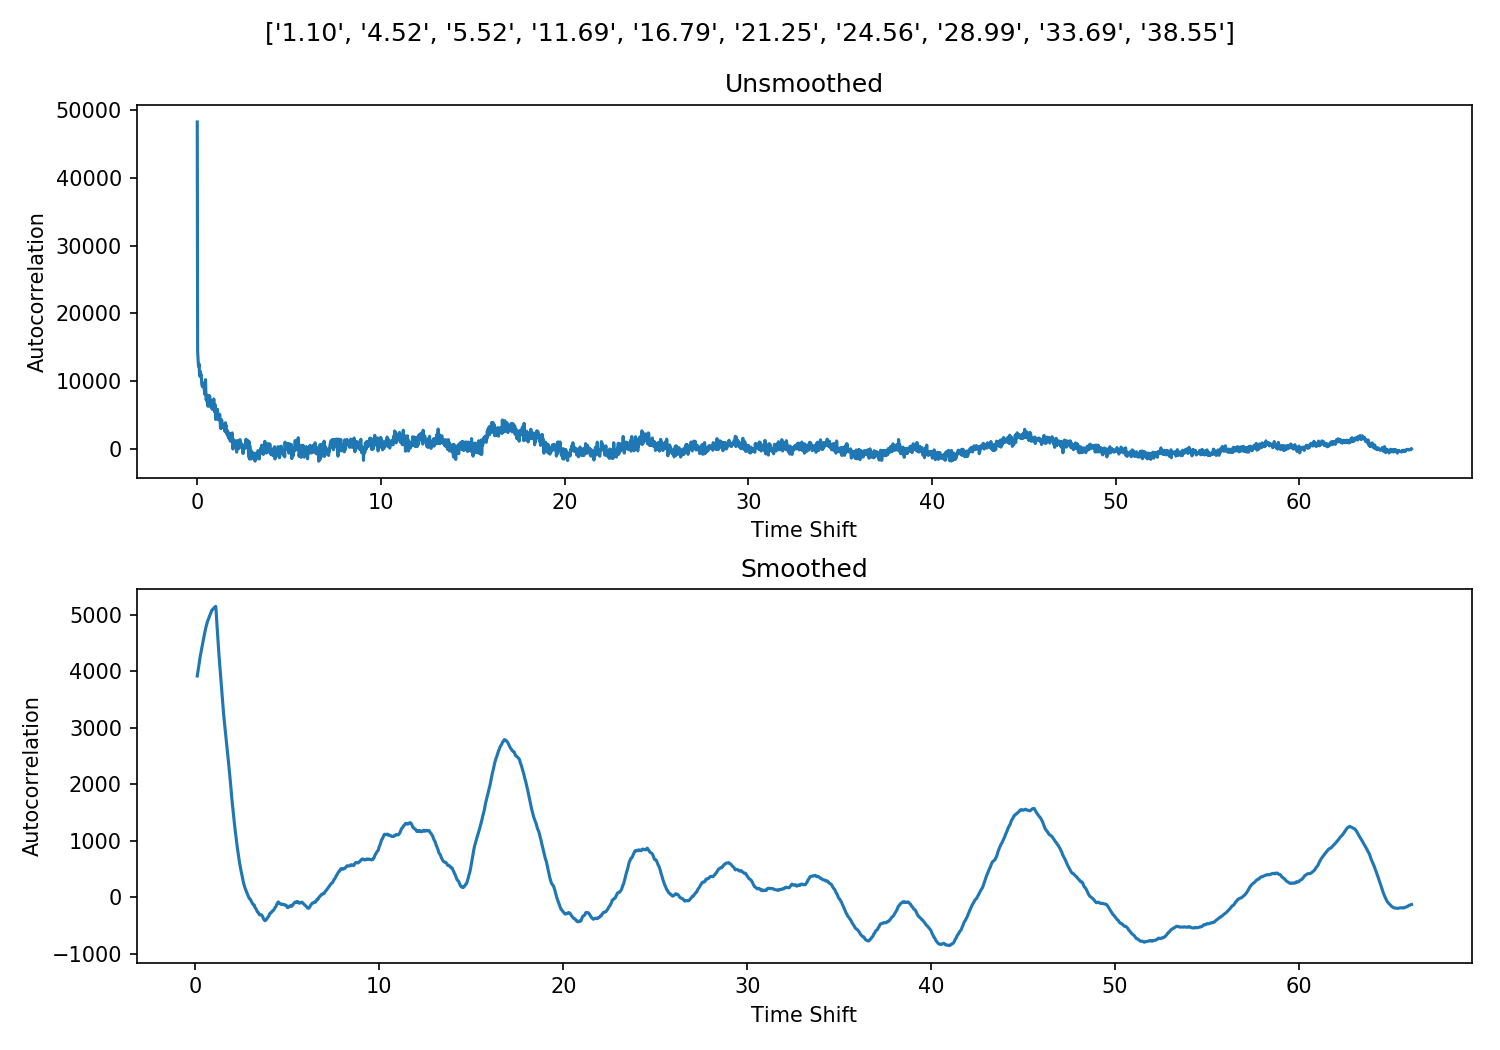 ['1.10', '4.52', '5.52', '11.69', '16.79', '21.25', '24.56', '28.99', '33.69', '38.55']
Unsmoothed
50000
40000
30000
20000
10000
0
Autocorrelation
0 10 20 30 40 50 60
Time Shift
Smoothed
5000
4000
3000
2000
1000
0
−1000
Autocorrelation
0 10 20 30 40 50 60
Time Shift